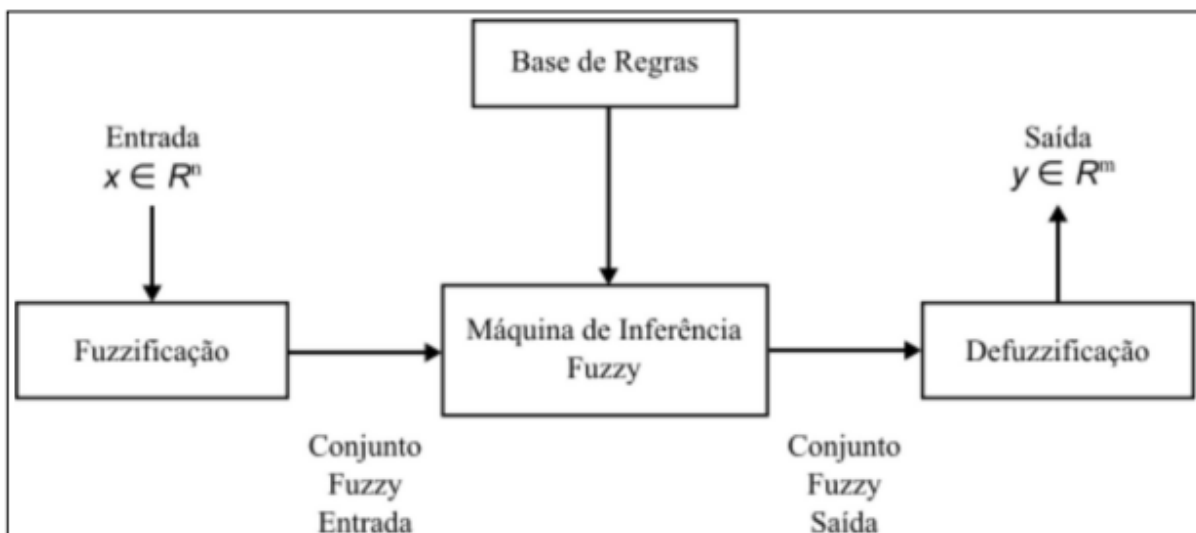 Base de Regras
Entrada
x ∈ Rⁿ
Saída
y ∈ Rᵐ
Fuzzificação
Máquina de Inferência
Fuzzy
Defuzzificação
Conjunto
Fuzzy
Entrada
Conjunto
Fuzzy
Saída